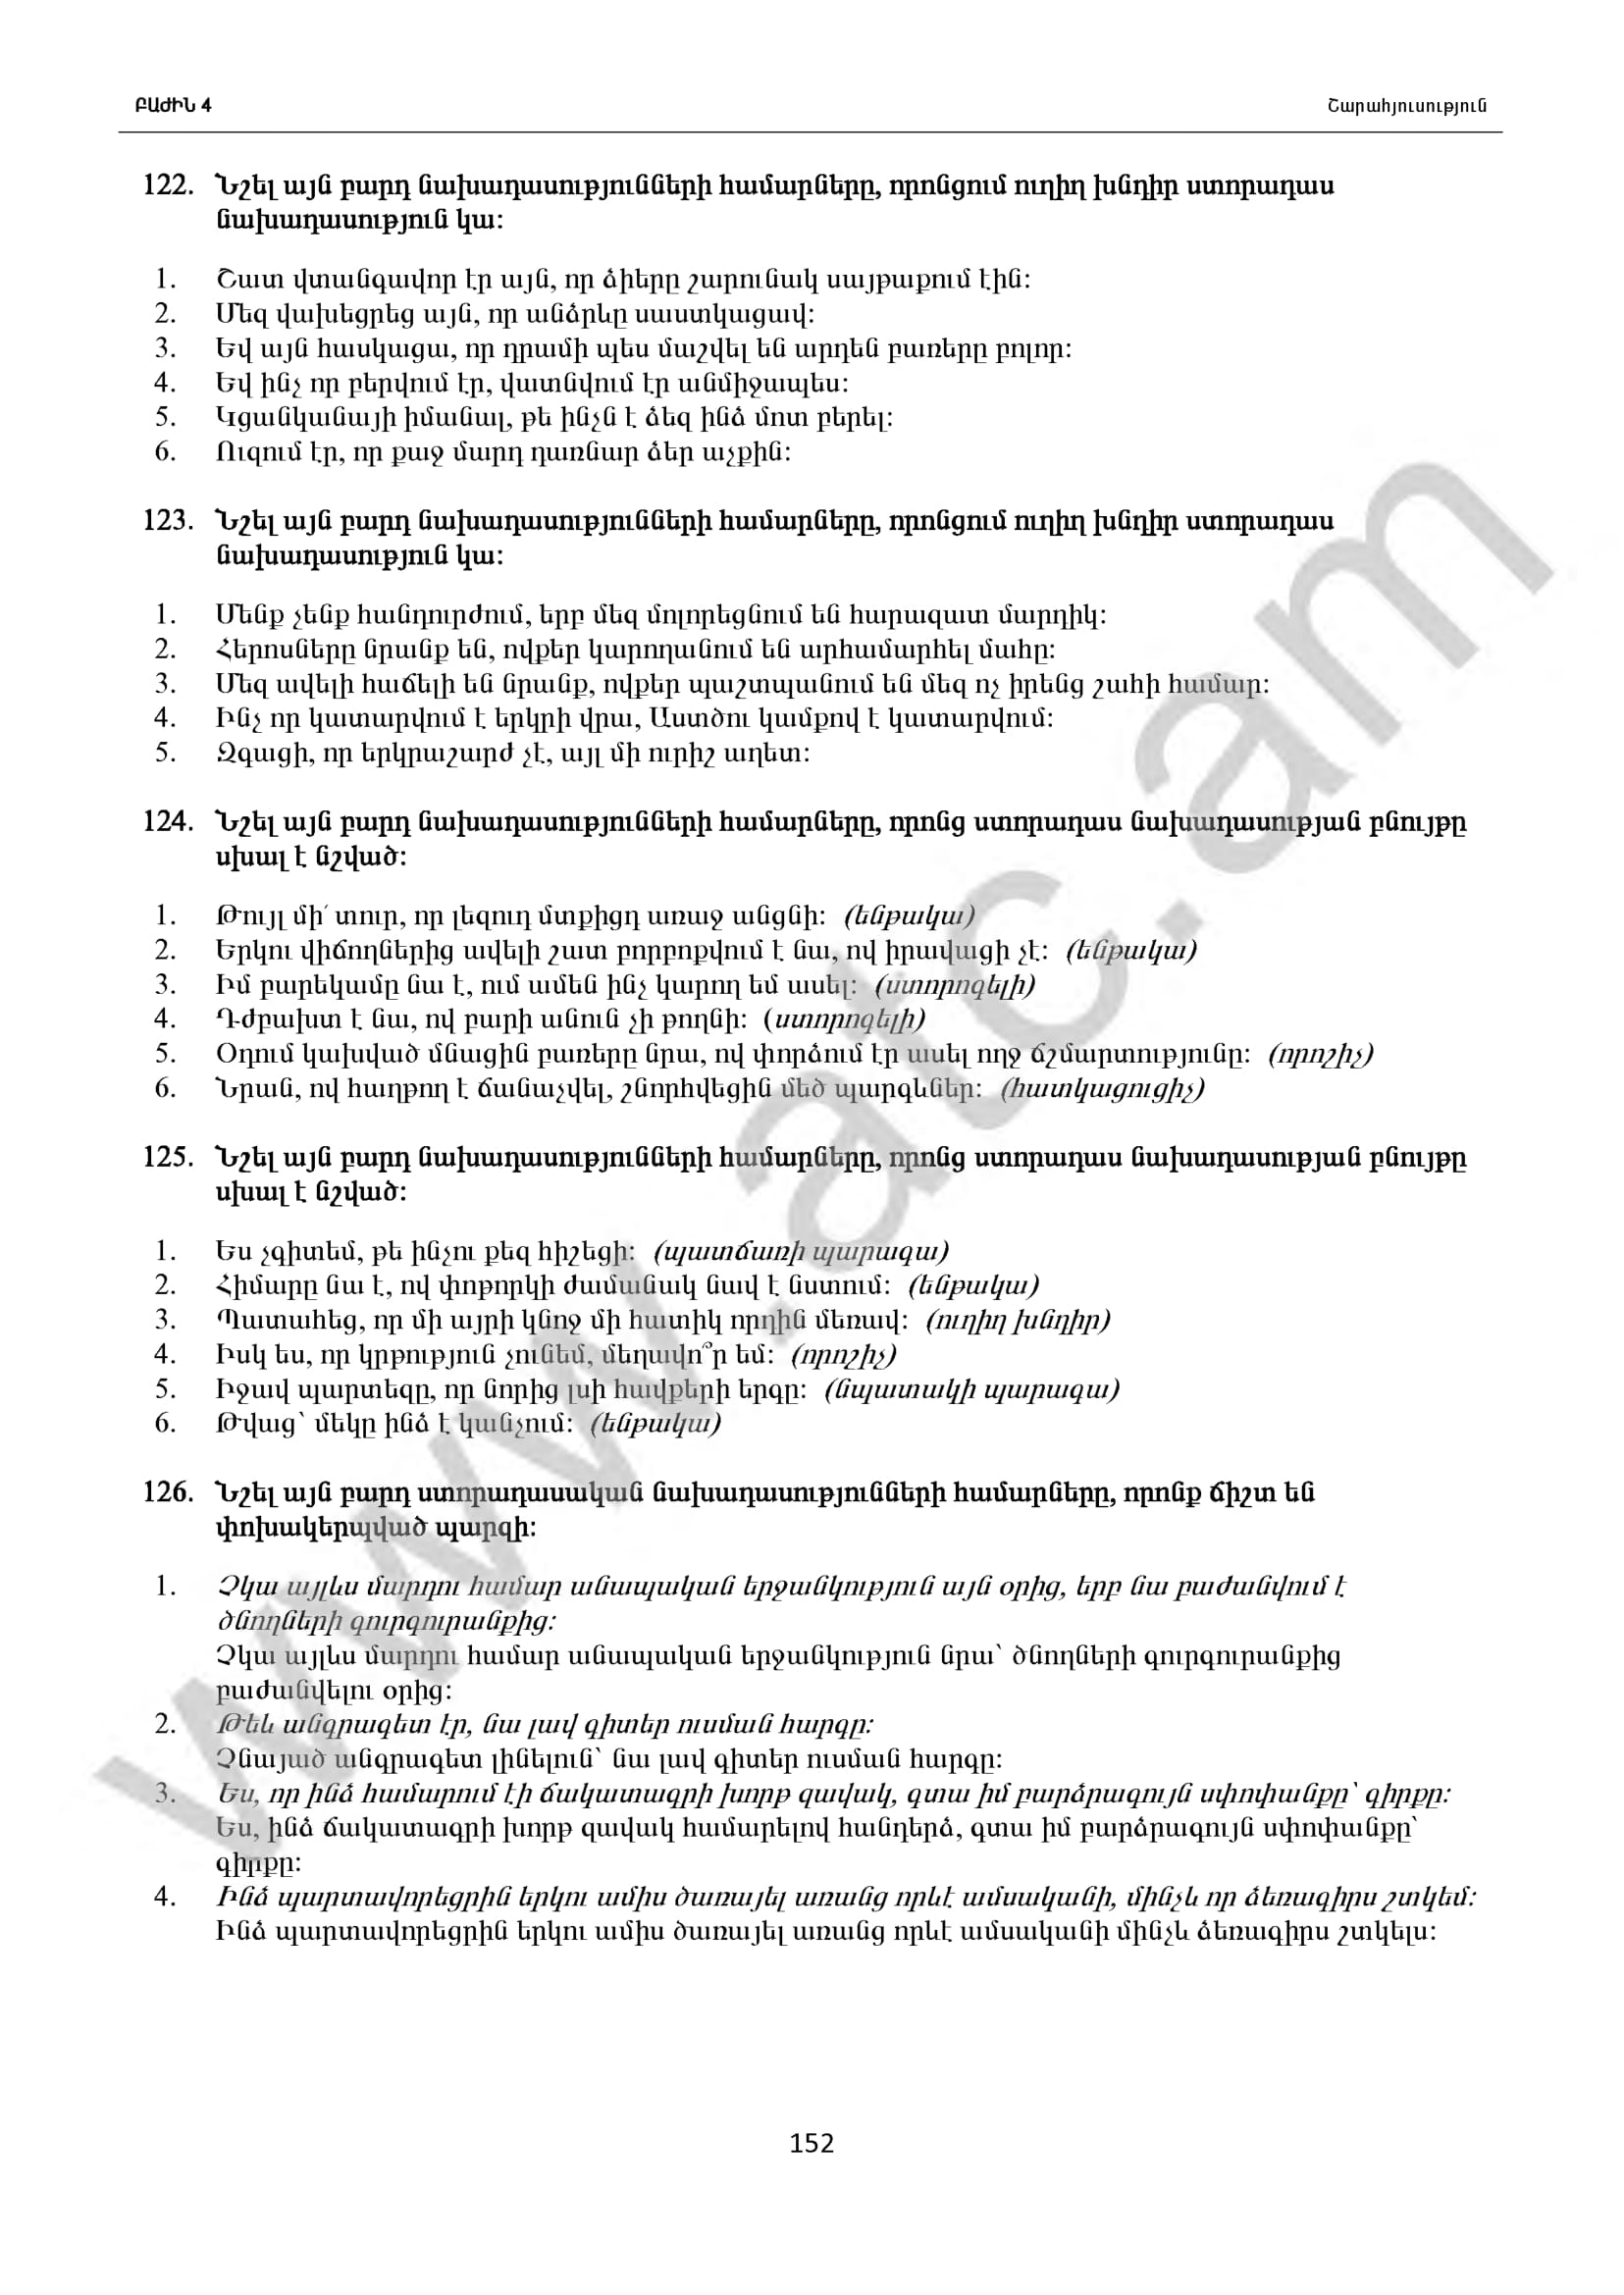 ԲԱԺԻՆ 4
Շարահյուսություն
122. Նշել այն բարդ նախադասությունների համարները, որոնցում ուղիղ խնդիր ստորադաս
նախադասություն կա:
1. Շատ վտանգավոր էր այն, որ ձիերը շարունակ սայթաքում էին:
2. Մեզ վախեցրեց այն, որ անձրևը սաստկացավ:
3. Եվ այն հասկացա, որ դրամի պես մաշվել են արդեն բառերը բոլոր:
4. Եվ ինչ որ բերվում էր, վատնվում էր անմիջապես:
5. Կցանկանայի իմանալ, թե ինչն է ձեզ ինձ մոտ բերել:
6. Ուզում էր, որ քաջ մարդ դառնար ձեր աչքին:
123. Նշել այն բարդ նախադասությունների համարները, որոնցում ուղիղ խնդիր ստորադաս
նախադասություն կա:
1. Մենք չենք հանդուրժում, երբ մեզ մոլորեցնում են հարազատ մարդիկ:
2. Հերոսները նրանք են, ովքեր կարողանում են արհամարհել մահը:
3. Մեզ ավելի հաճելի են նրանք, ովքեր պաշտպանում են մեզ ոչ իրենց շահի համար:
4. Ինչ որ կատարվում է երկրի վրա, Աստծու կամքով է կատարվում:
5. Զգացի, որ երկրաշարժ չէ, այլ մի ուրիշ աղետ:
124. Նշել այն բարդ նախադասությունների համարները, որոնց ստորադաս նախադասության բնույթը
սխալ է նշված:
1. Թույլ մի՛ տուր, որ լեզուդ մտքիցդ առաջ անցնի: (ենթակա)
2. Երկու վիճողներից ավելի շատ բորբոքվում է նա, ով իրավացի չէ: (ենթակա)
3. Իմ բարեկամը նա է, ում ամեն ինչ կարող եմ ասել: (ստորոգելի)
4. Դժբախտ է նա, ով բարի անուն չի թողնի: (ստորոգելի)
5. Օդում կախված մնացին բառերը նրա, ով փորձում էր ասել ողջ ճշմարտությունը: (որոշիչ)
6. Նրան, ով հաղթող է ճանաչվել, շնորհվեցին մեծ պարգևներ: (հատկացուցիչ)
125. Նշել այն բարդ նախադասությունների համարները, որոնց ստորադաս նախադասության բնույթը
սխալ է նշված:
1. Ես չգիտեմ, թե ինչու քեզ հիշեցի: (պատճառի պարագա)
2. Հիմարը նա է, ով փոթորկի ժամանակ նավ է նստում: (ենթակա)
3. Պատահեց, որ մի այրի կնոջ մի հատիկ որդին մեռավ: (ուղիղ խնդիր)
4. Իսկ ես, որ կրթություն չունեմ, մեղավո՞ր եմ: (որոշիչ)
5. Իջավ պարտեզը, որ նորից լսի հավքերի երգը: (նպատակի պարագա)
6. Թվաց՝ մեկը ինձ է կանչում: (ենթակա)
126. Նշել այն բարդ ստորադասական նախադասությունների համարները, որոնք ճիշտ են
փոխակերպված պարզի:
1. Չկա այլևս մարդու համար անապական երջանկություն այն օրից, երբ նա բաժանվում է
ծնողների գուրգուրանքից:
Չկա այլևս մարդու համար անապական երջանկություն նրա՝ ծնողների գուրգուրանքից
բաժանվելու օրից:
2. Թեև անգրագետ էր, նա լավ գիտեր ուսման հարգը:
Չնայած անգրագետ լինելուն՝ նա լավ գիտեր ուսման հարգը:
3. Ես, որ ինձ համարում էի ճակատագրի խորթ զավակ, գտա իմ բարձրագույն սփոփանքը՝ գիրքը:
Ես, ինձ ճակատագրի խորթ զավակ համարելով հանդերձ, գտա իմ բարձրագույն սփոփանքը՝
գիրքը:
4. Ինձ պարտավորեցրին երկու ամիս ծառայել առանց որևէ ամսականի, մինչև որ ձեռագիրս շտկեմ:
Ինձ պարտավորեցրին երկու ամիս ծառայել առանց որևէ ամսականի մինչև ձեռագիրս շտկելս:
www.atc.am
152